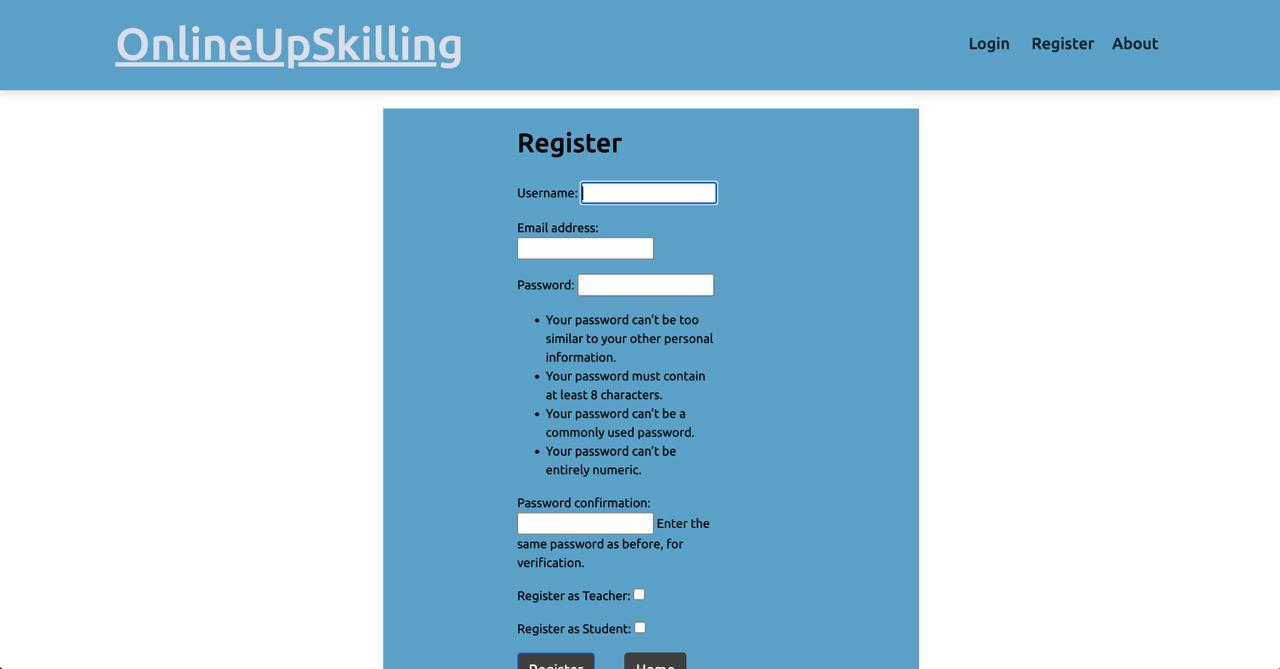 OnlineUpSkilling
Login Register About
Register
Username:
Email address:
Password:
• Your password can’t be too
similar to your other personal
information.
• Your password must contain
at least 8 characters.
• Your password can’t be a
commonly used password.
• Your password can’t be
entirely numeric.
Password confirmation:
Enter the
same password as before, for
verification.
Register as Teacher:
Register as Student:
Register Home